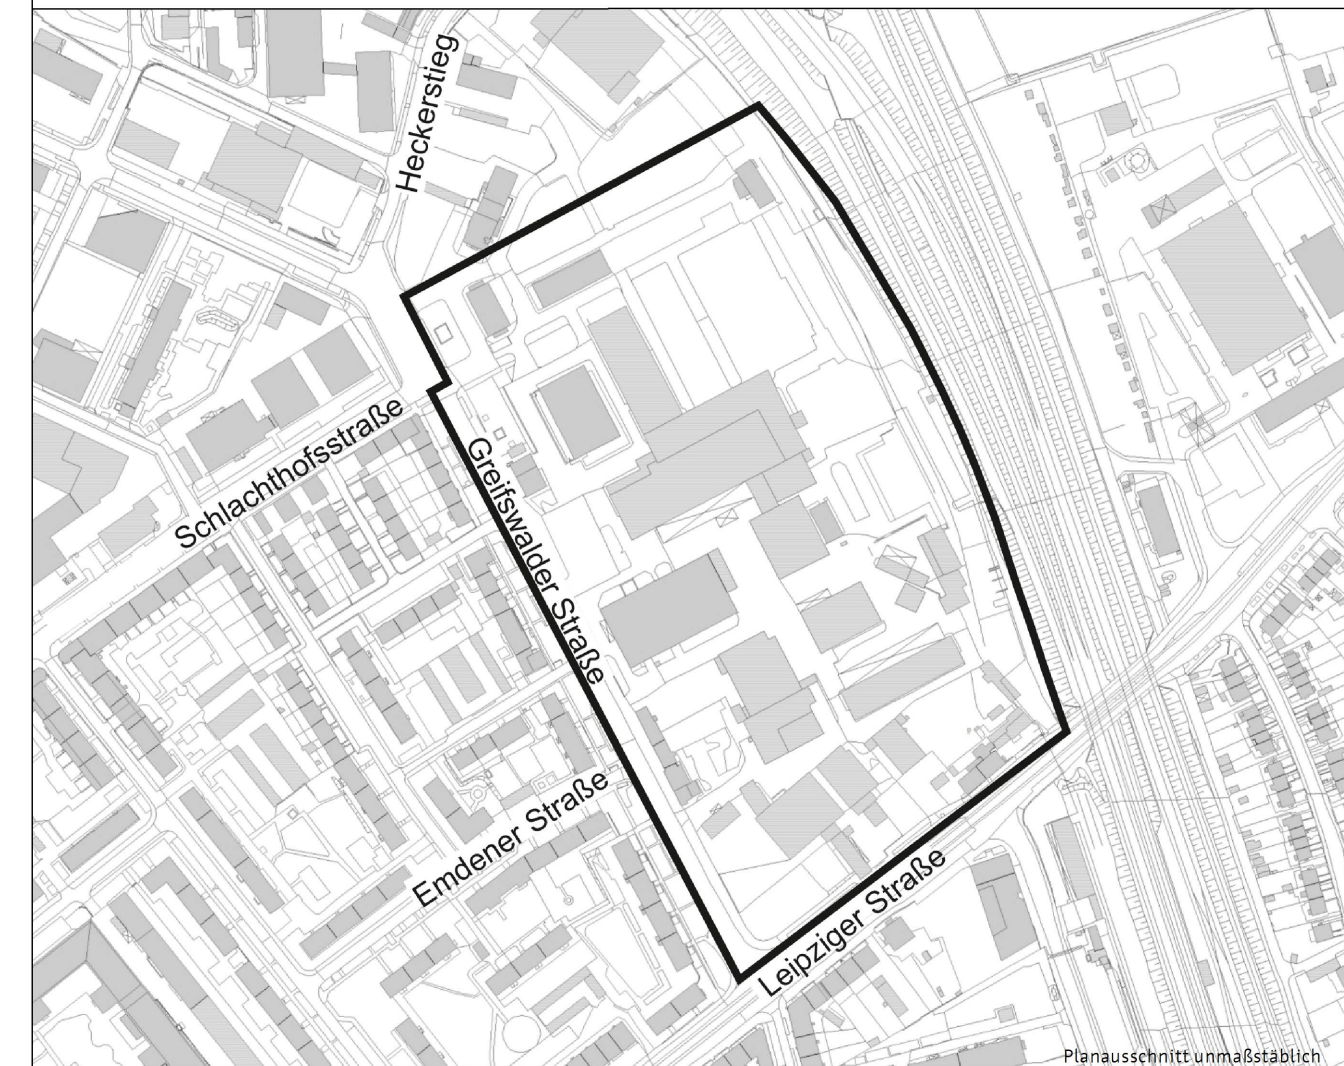 Heckerstieg
Schlachthofsstraße
Greifswalder Straße
Emdener Straße
Leipziger Straße
Planausschnitt unmaßstäblich